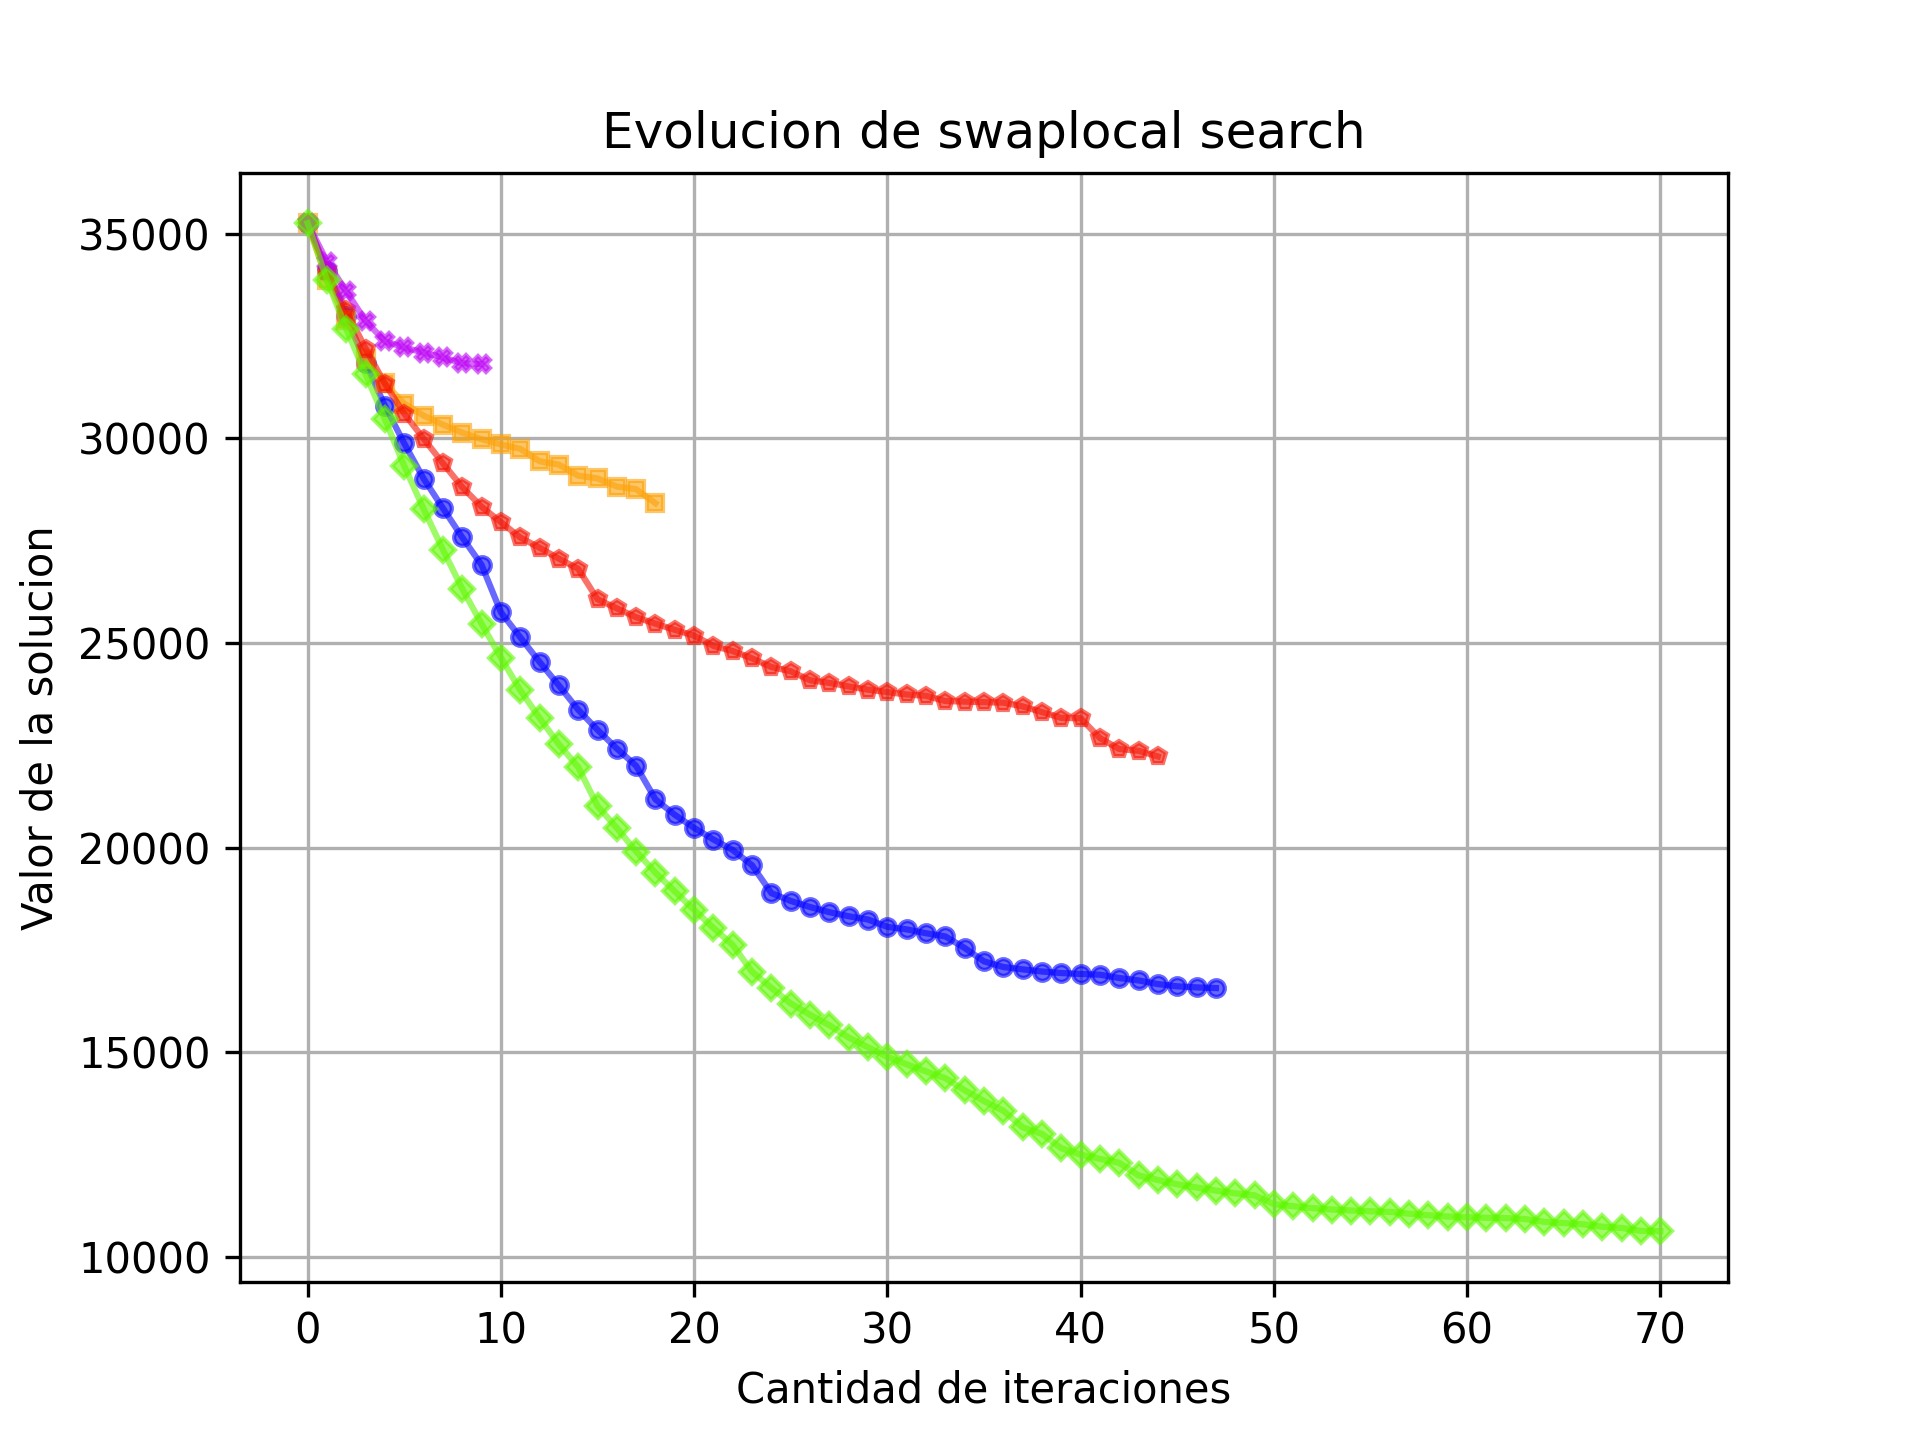 Evolucion de swaplocal search
Valor de la solucion
35000
30000
25000
20000
15000
10000
0 10 20 30 40 50 60 70
Cantidad de iteraciones